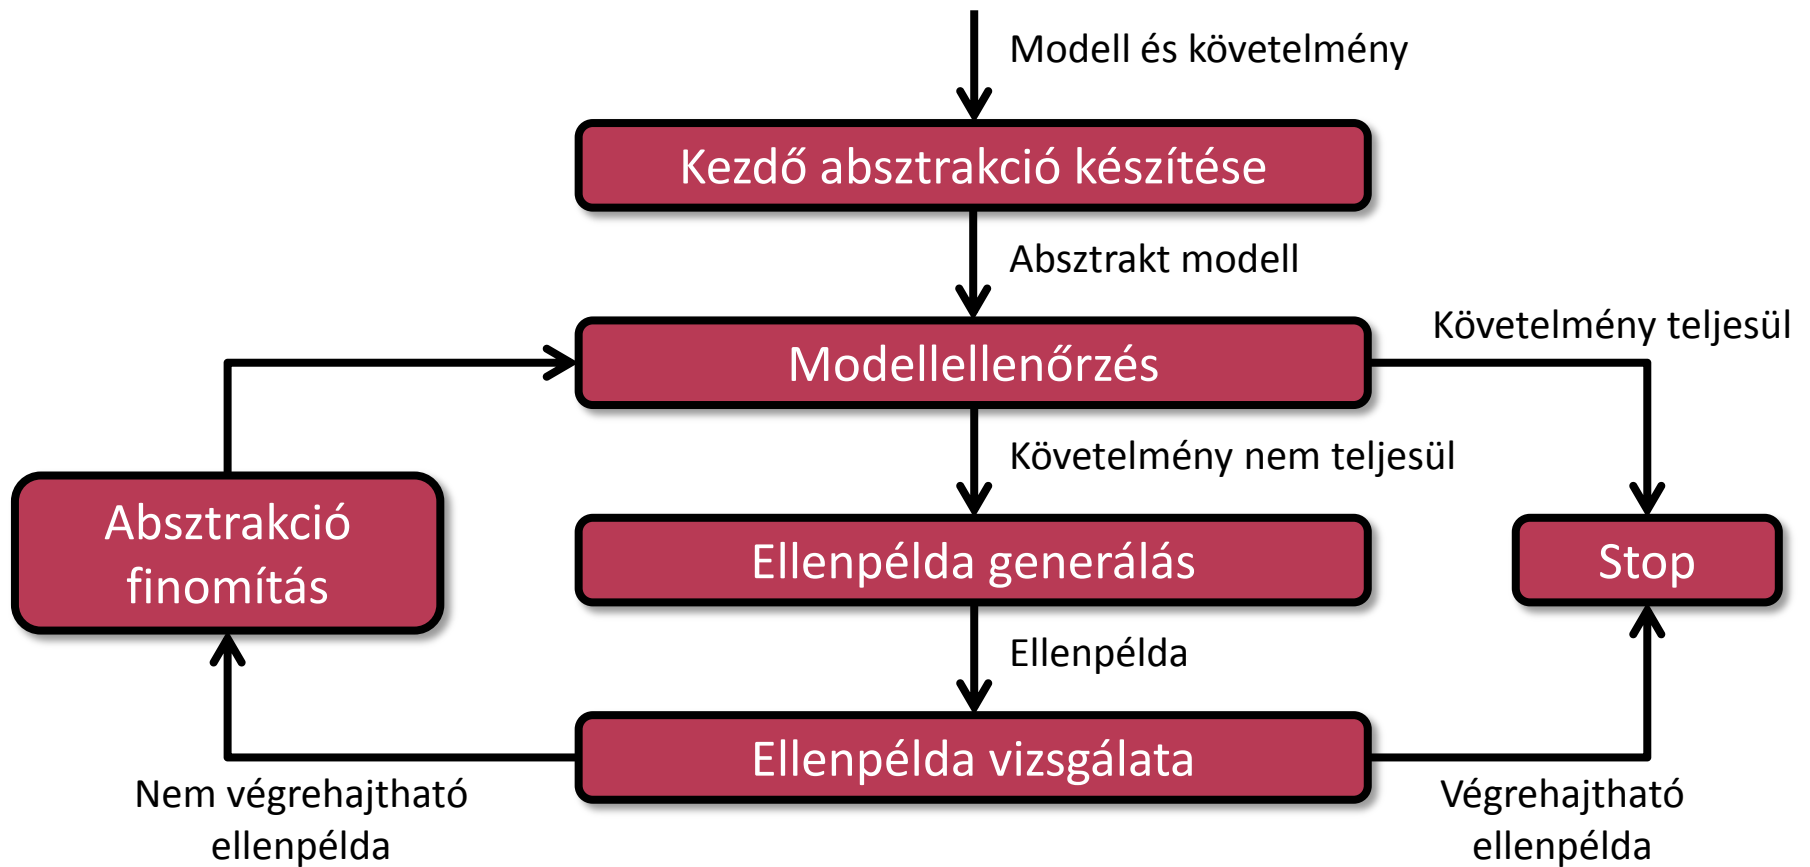 Modell és követelmény
Kezdő absztrakció készítése
Absztrakt modell
Követelmény teljesül
Modellellenőrzés
Követelmény nem teljesül
Absztrakció
finomítás
Ellenpélda generálás
Stop
Ellenpélda
Ellenpélda vizsgálata
Nem végrehajtható
ellenpélda
Végrehajtható
ellenpélda